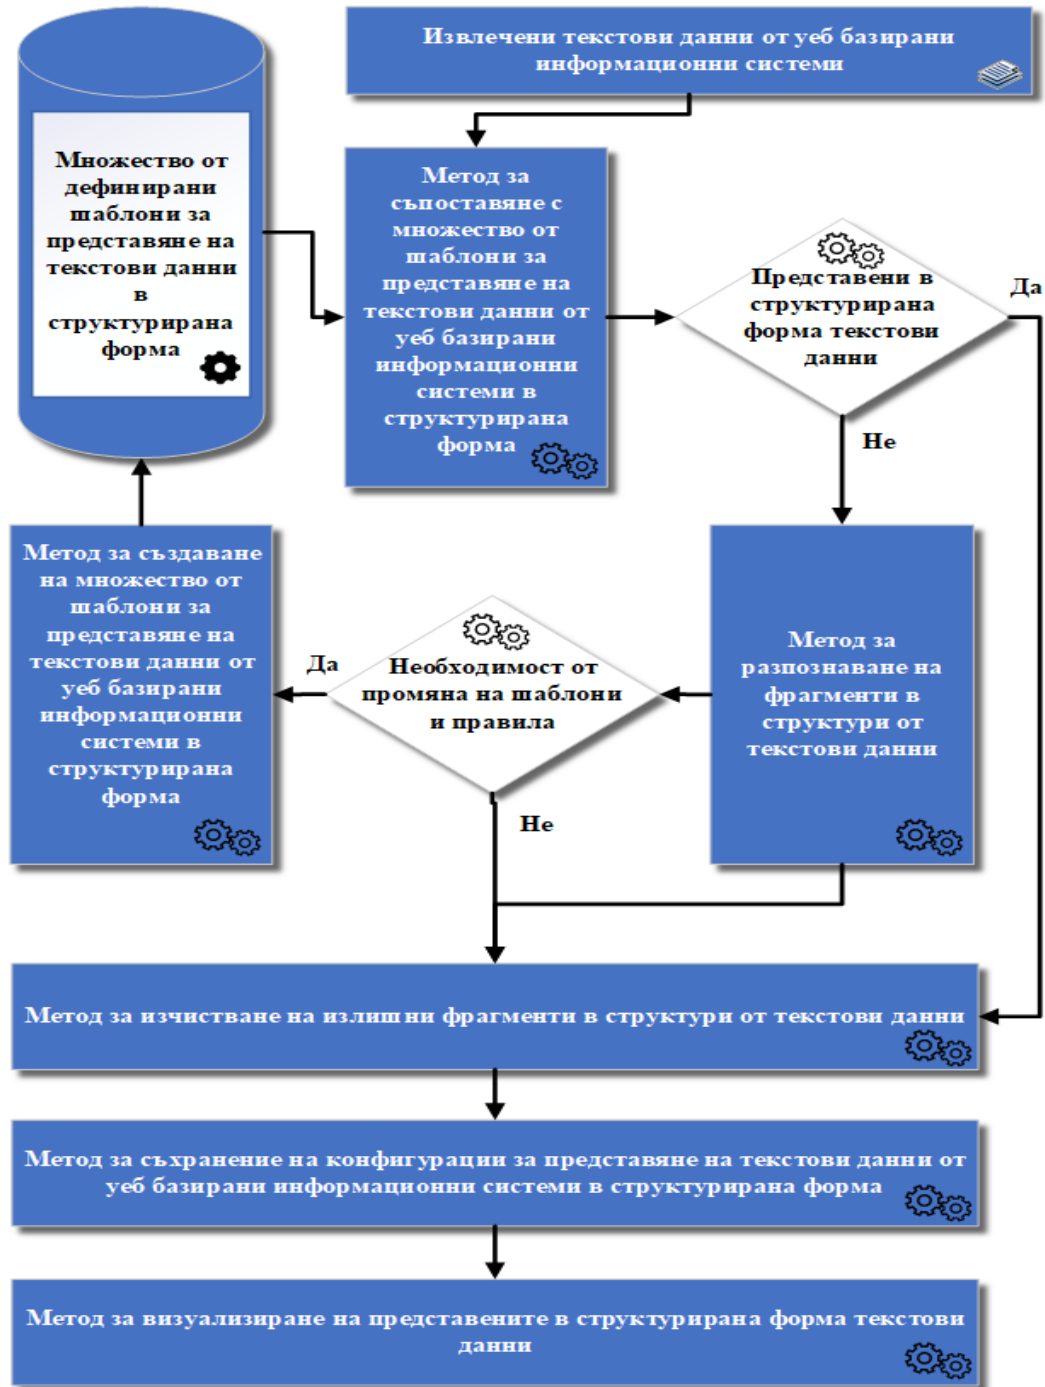 Извлечени текстови данни от уеб базирани
информационни системи
Множество от
дефинирани
шаблони за
представяне на
текстови данни
в
структурирана
форма
Метод за
съпоставяне с
множество от
шаблони за
представяне на
текстови данни от
уеб базирани
информационни
системи в
структурирана
форма
Представени в
структурирана
форма текстови
данни
Да
Не
Метод за създаване
на множество от
шаблони за
представяне на
текстови данни от
уеб базирани
информационни
системи в
структурирана
форма
Да
Необходимост от
промяна на шаблони
и правила
Не
Метод за
разпознаване на
фрагменти в
структури от
текстови данни
Метод за изчистване на излишни фрагменти в структури от текстови данни
Метод за съхранение на конфигурации за представяне на текстови данни от
уеб базирани информационни системи в структурирана форма
Метод за визуализиране на представените в структурирана форма текстови
данни